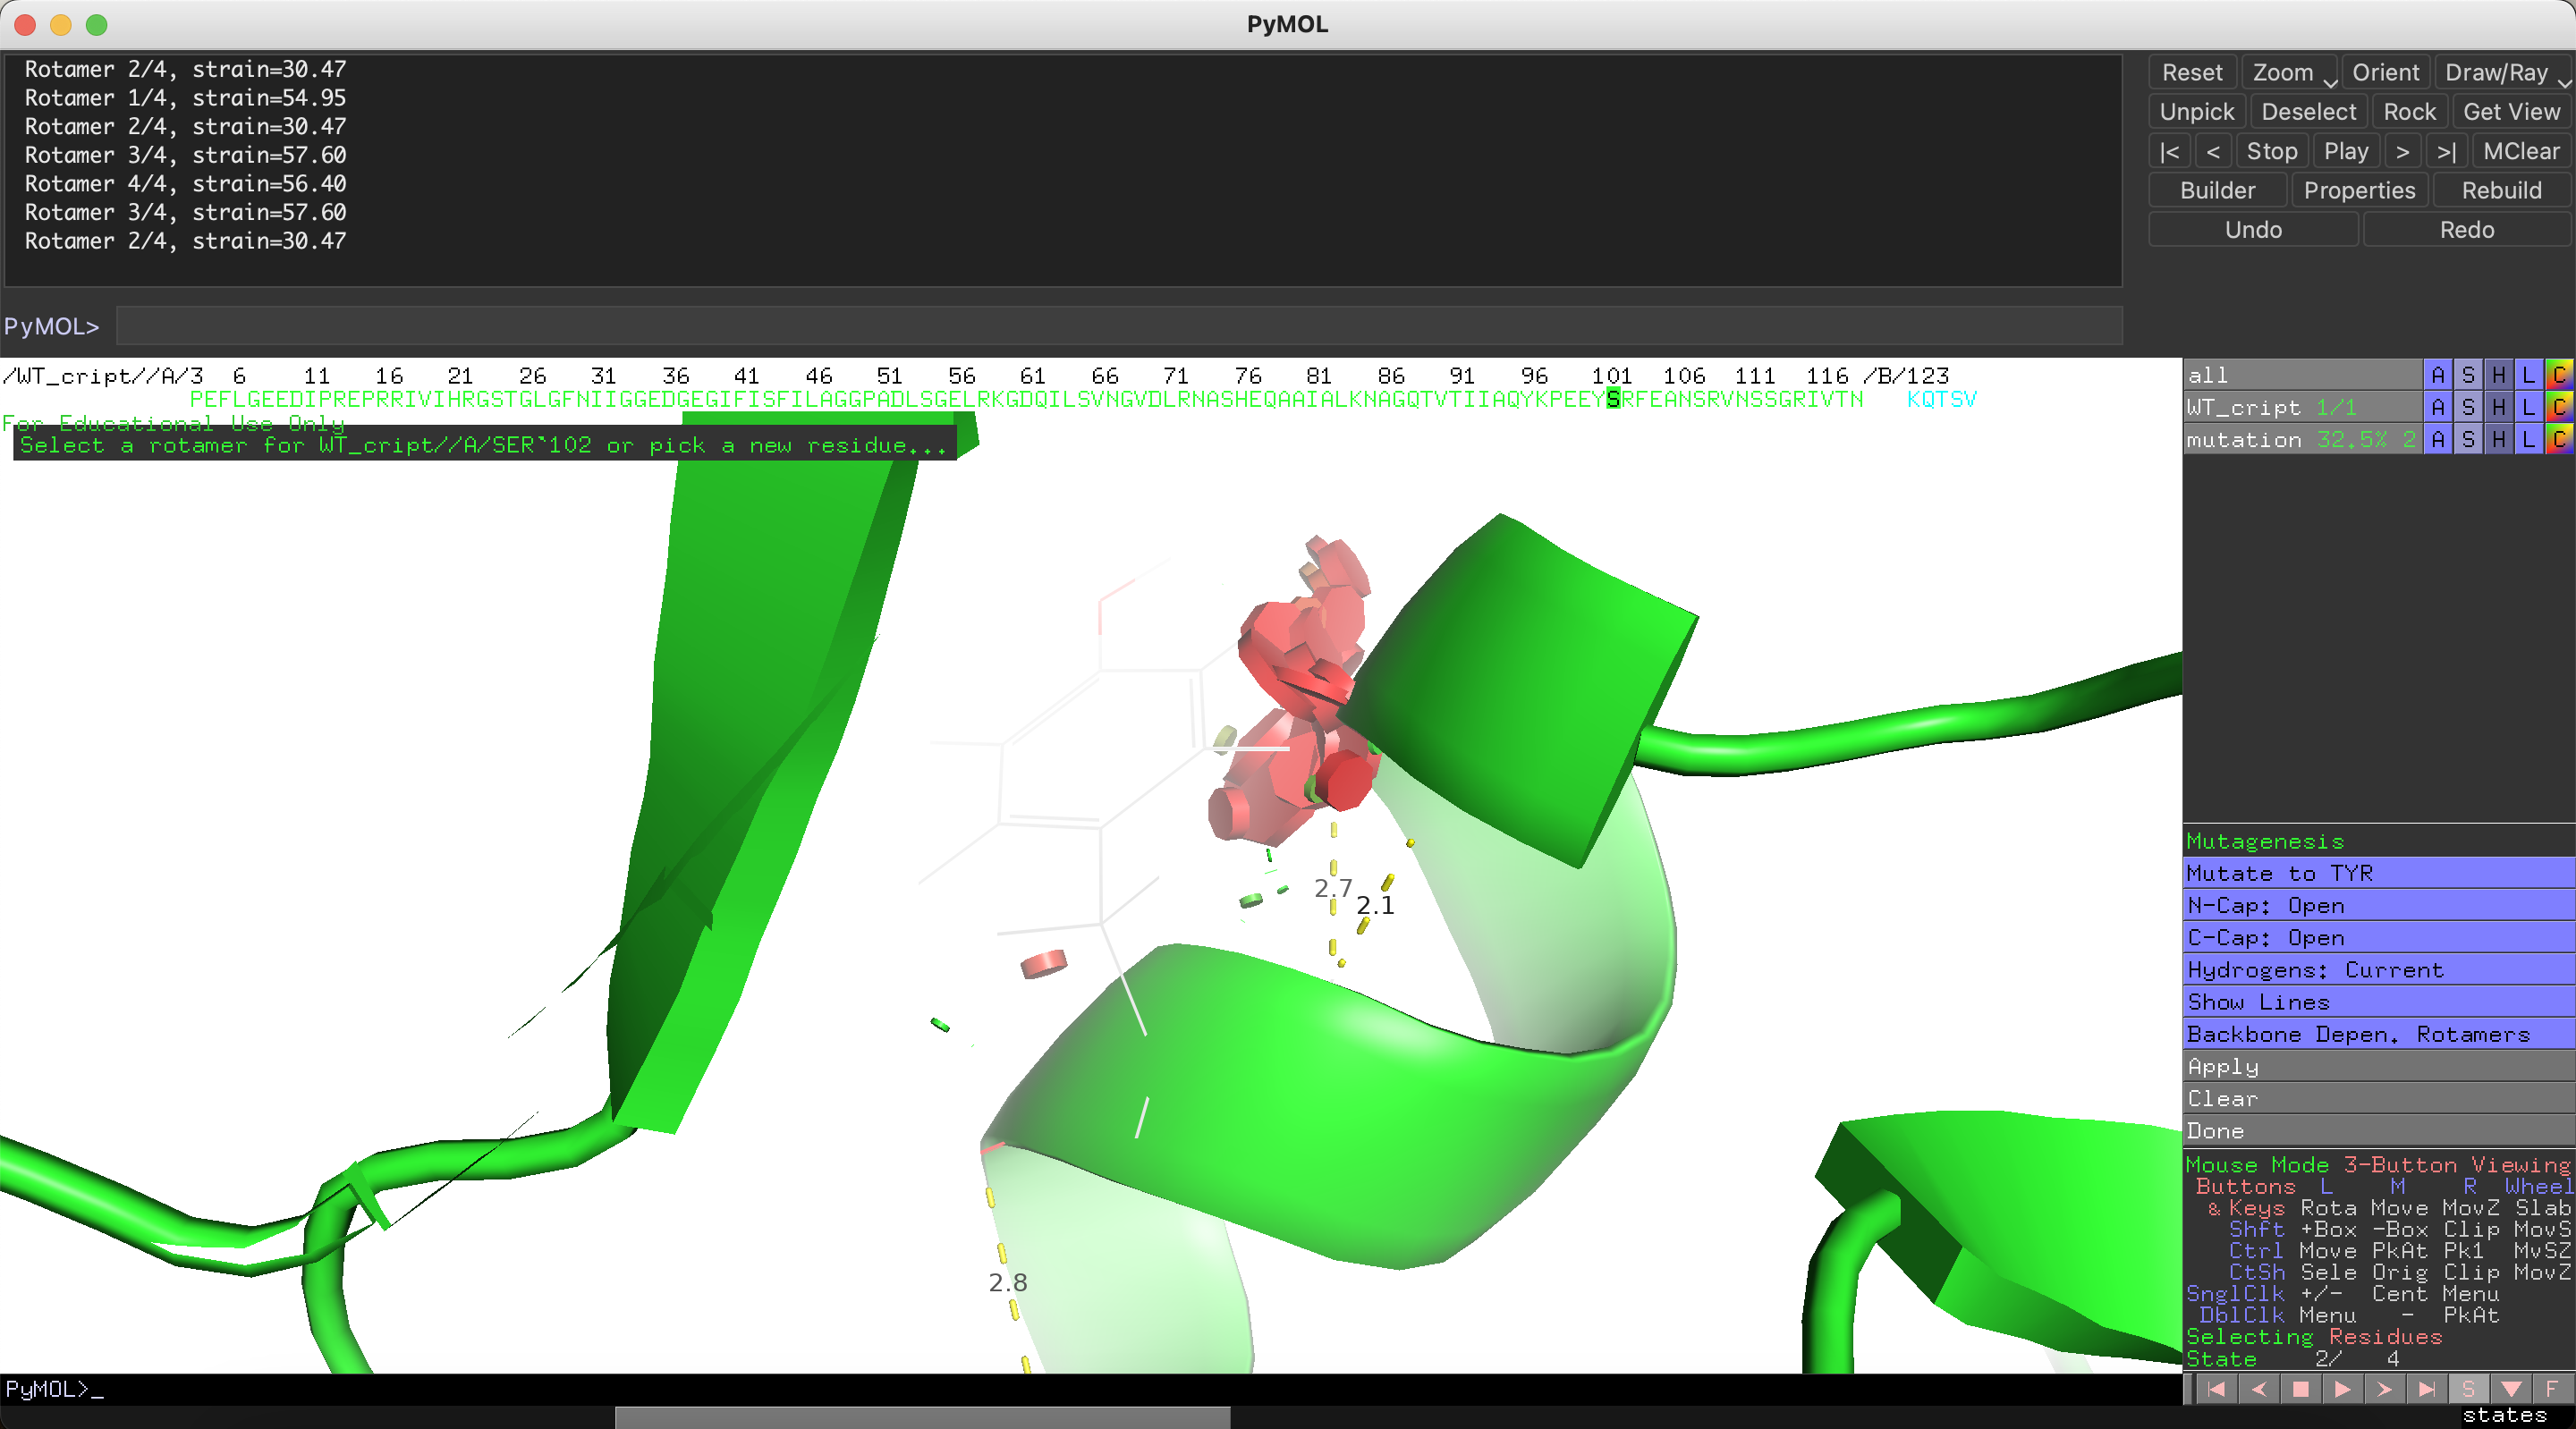 PyMOL
Rotamer 2/4, strain=30.47
Rotamer 1/4, strain=54.95
Rotamer 2/4, strain=30.47
Rotamer 3/4, strain=57.60
Rotamer 4/4, strain=56.40
Rotamer 3/4, strain=57.60
Rotamer 2/4, strain=30.47
Reset Zoom Orient Draw/Ray
Unpick Deselect Rock Get View
|< < Stop Play > >| MClear
Builder Properties Rebuild
Undo Redo
PyMOL>
/WT_cript//A/3 6 11 16 21 26 31 36 41 46 51 56 61 66 71 76 81 86 91 96 101 106 111 116 /B/123
PEFLGEEDIPREPRRIVIHRGSTGLGFNIIGGEDGEGIFISFILAGGPADLSGELRKGDQILSVNGVDLRNASHEQAAIALKNAGQTVTIIAQYKPEEYSRFEANSRVNSSGRIVTN KQTSV
For Educational Use Only
Select a rotamer for WT_cript//A/SER`102 or pick a new residue...
all A S H L C
WT_cript 1/1 A S H L C
mutation 32.5% 2 A S H L C
2.7
2.1
2.8
Mutagenesis
Mutate to TYR
N-Cap: Open
C-Cap: Open
Hydrogens: Current
Show Lines
Backbone Depen. Rotamers
Apply
Clear
Done
Mouse Mode 3-Button Viewing
Buttons L M R Wheel
& Keys Rota Move MovZ Slab
Shft +Box -Box Clip MovS
Ctrl Move PkAt Pk1 MvSZ
CtSh Sele Orig Clip MovZ
SnglClk +/- Cent Menu
DblClk Menu - PkAt
Selecting Residues
State 2/ 4
PyMOL>_
S F
states